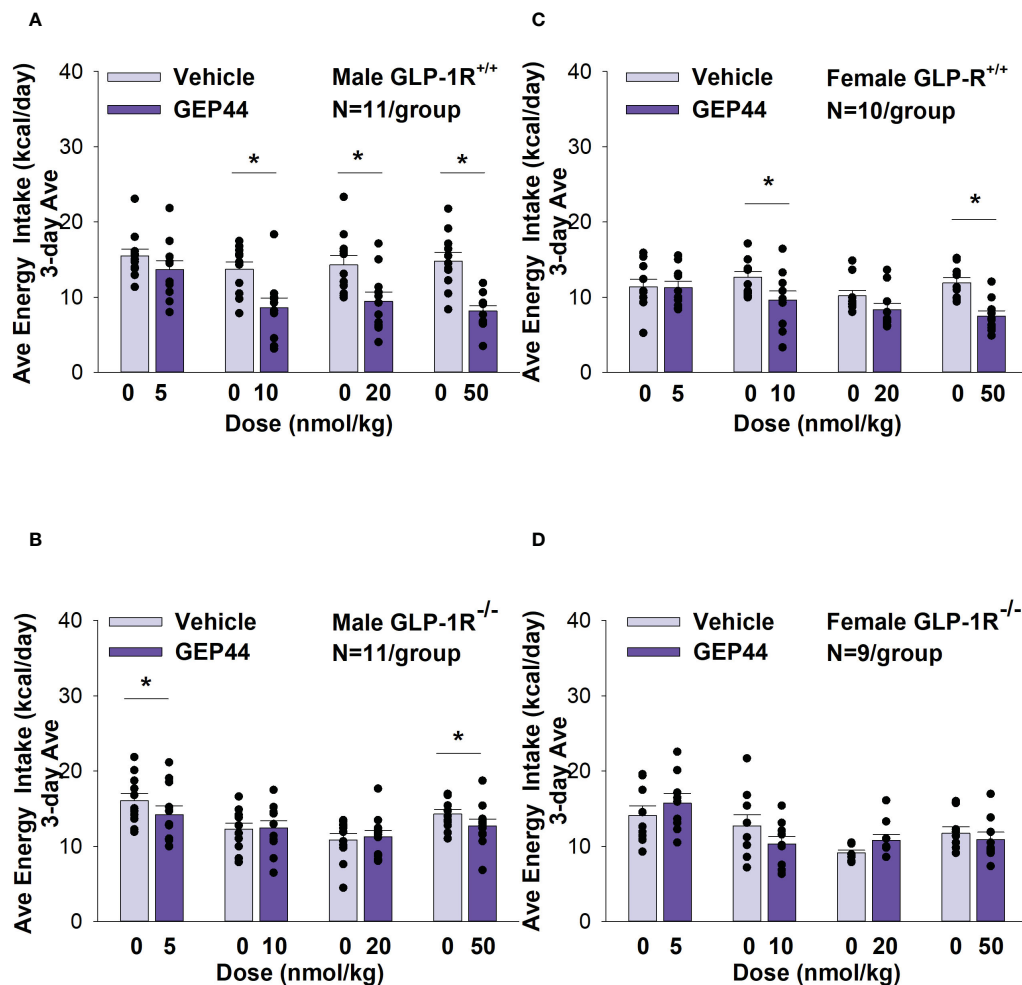 A
Ave Energy Intake (kcal/day)
3-day Ave
40
30
20
10
0
Vehicle
GEP44
Male GLP-1R+/+
N=11/group
*
*
*
0 5 0 10 0 20 0 50
Dose (nmol/kg)
C
Ave Energy Intake (kcal/day)
3-day Ave
40
30
20
10
0
Vehicle
GEP44
Female GLP-R+/+
N=10/group
*
*
0 5 0 10 0 20 0 50
Dose (nmol/kg)
B
Ave Energy Intake (kcal/day)
3-day Ave
40
30
20
10
0
Vehicle
GEP44
Male GLP-1R-/-
N=11/group
*
*
0 5 0 10 0 20 0 50
Dose (nmol/kg)
D
Ave Energy Intake (kcal/day)
3-day Ave
40
30
20
10
0
Vehicle
GEP44
Female GLP-1R-/-
N=9/group
0 5 0 10 0 20 0 50
Dose (nmol/kg)